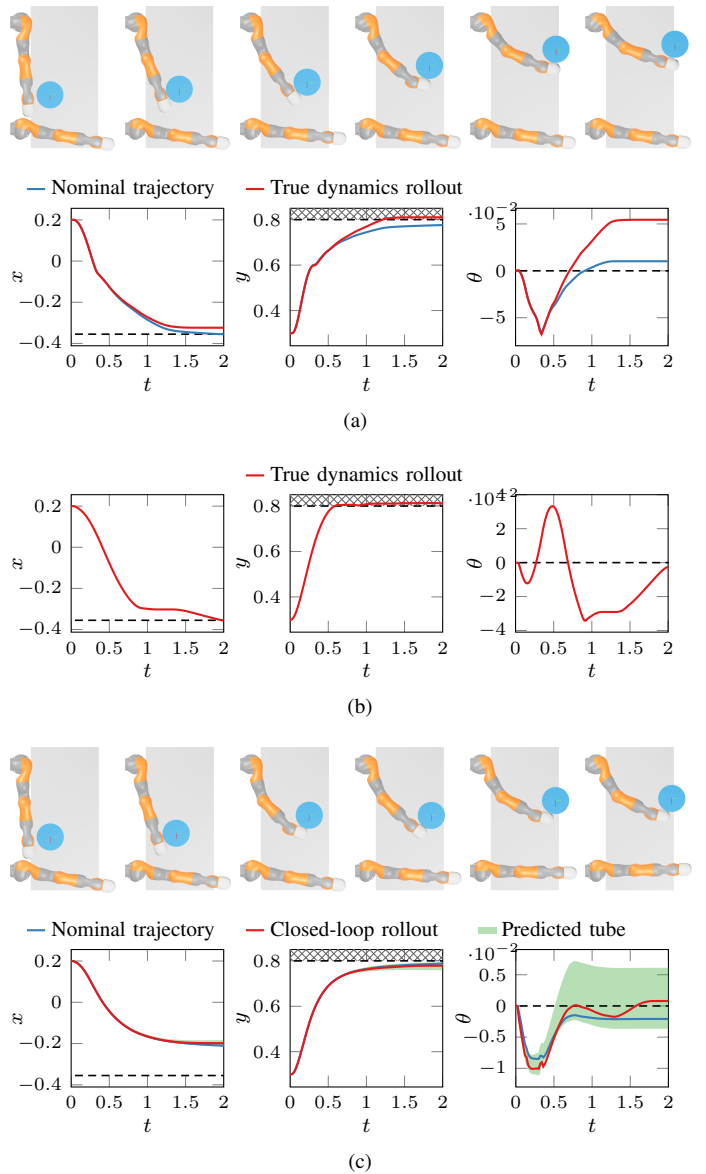 Nominal trajectory True dynamics rollout
·10⁻²
0.2 0.8 5
0 0.6 0
−0.2 0.4 −5
−0.4
x y θ
0 0.5 1 1.5 2 0 0.5 1 1.5 2 0 0.5 1 1.5 2
t t t
(a)
True dynamics rollout
0.2 0.8 4
0 0.6 2
−0.2 0.4 0
−0.4 −2
−4
x y θ
0 0.5 1 1.5 2 0 0.5 1 1.5 2 0 0.5 1 1.5 2
t t t
(b)
Nominal trajectory Closed-loop rollout Predicted tube
·10⁻²
0.2 0.8 0.5
0 0.6 0
−0.2 0.4 −0.5
−0.4 −1
x y θ
0 0.5 1 1.5 2 0 0.5 1 1.5 2 0 0.5 1 1.5 2
t t t
(c)